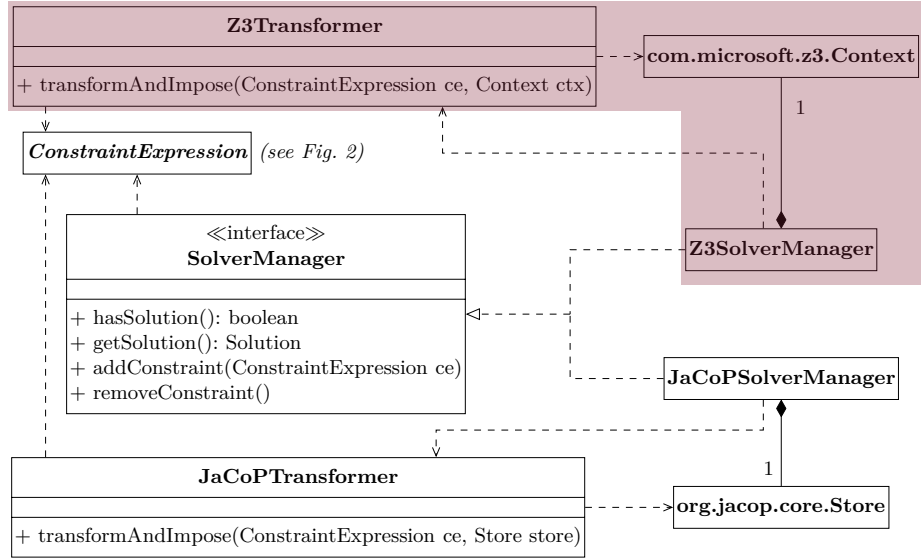 Z3Transformer
+ transformAndImpose(ConstraintExpression ce, Context ctx)
com.microsoft.z3.Context
1
ConstraintExpression (see Fig. 2)
≪interface≫
SolverManager
+ hasSolution(): boolean
+ getSolution(): Solution
+ addConstraint(ConstraintExpression ce)
+ removeConstraint()
Z3SolverManager
JaCoPSolverManager
1
JaCoPTransformer
+ transformAndImpose(ConstraintExpression ce, Store store)
org.jacop.core.Store